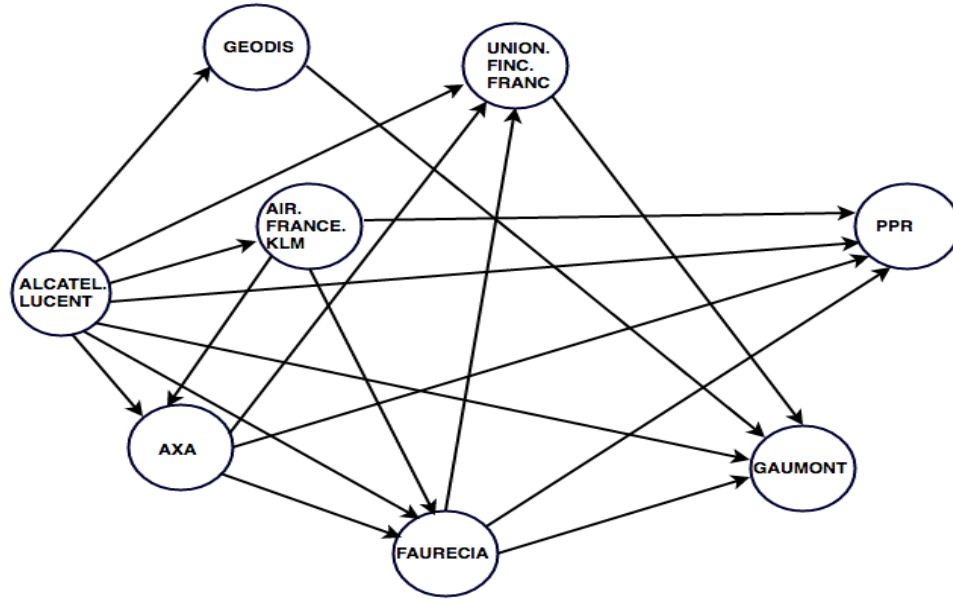 GEODIS
UNION.
FINC.
FRANC
AIR.
FRANCE.
KLM
PPR
ALCATEL.
LUCENT
AXA
GAUMONT
FAURECIA